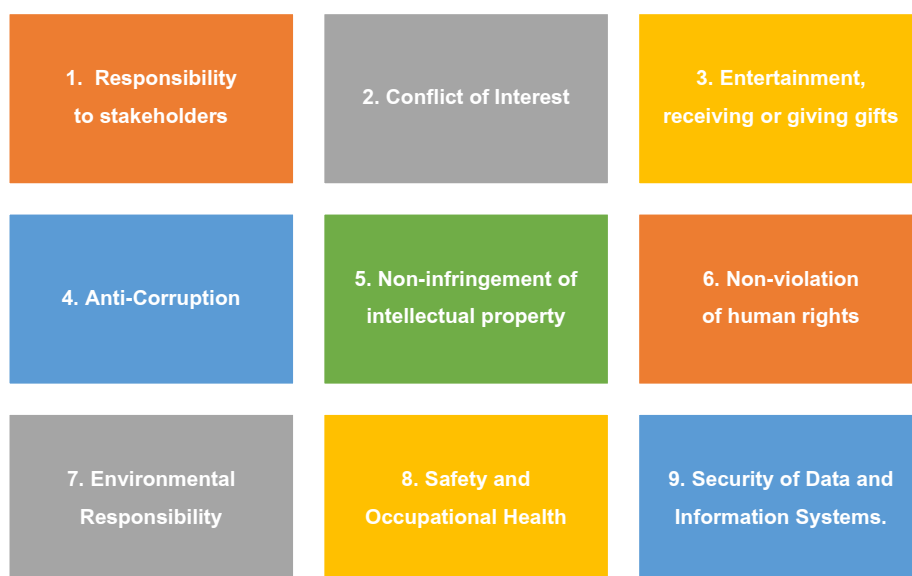 1.  Responsibility
to stakeholders
2. Conflict of Interest
3. Entertainment,
receiving or giving gifts
4. Anti-Corruption
5. Non-infringement of
intellectual property
6. Non-violation
of human rights
7. Environmental
Responsibility
8. Safety and
Occupational Health
9. Security of Data and
Information Systems.